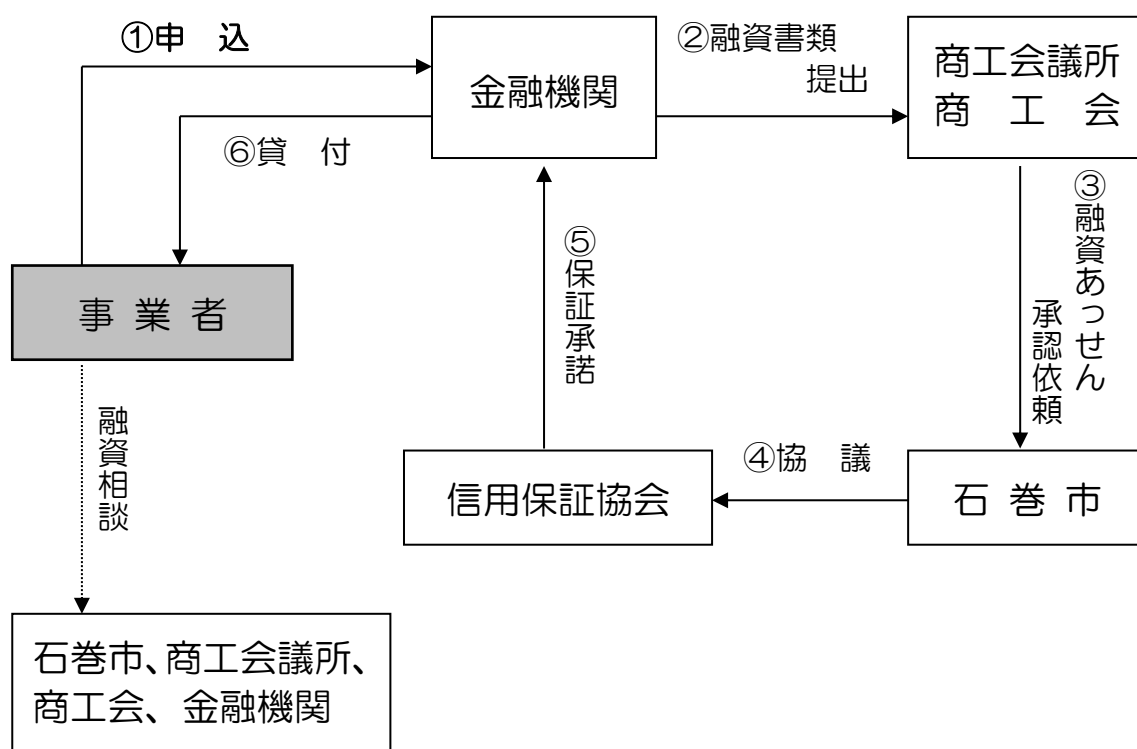 ①申　込
金融機関
②融資書類
提出
商工会議所
商　工　会
⑥貸　付
③融資あっせん
承認依頼
⑤保証承諾
事 業 者
融資相談
④協　議
信用保証協会
石 巻 市
石巻市、商工会議所、
商工会、金融機関